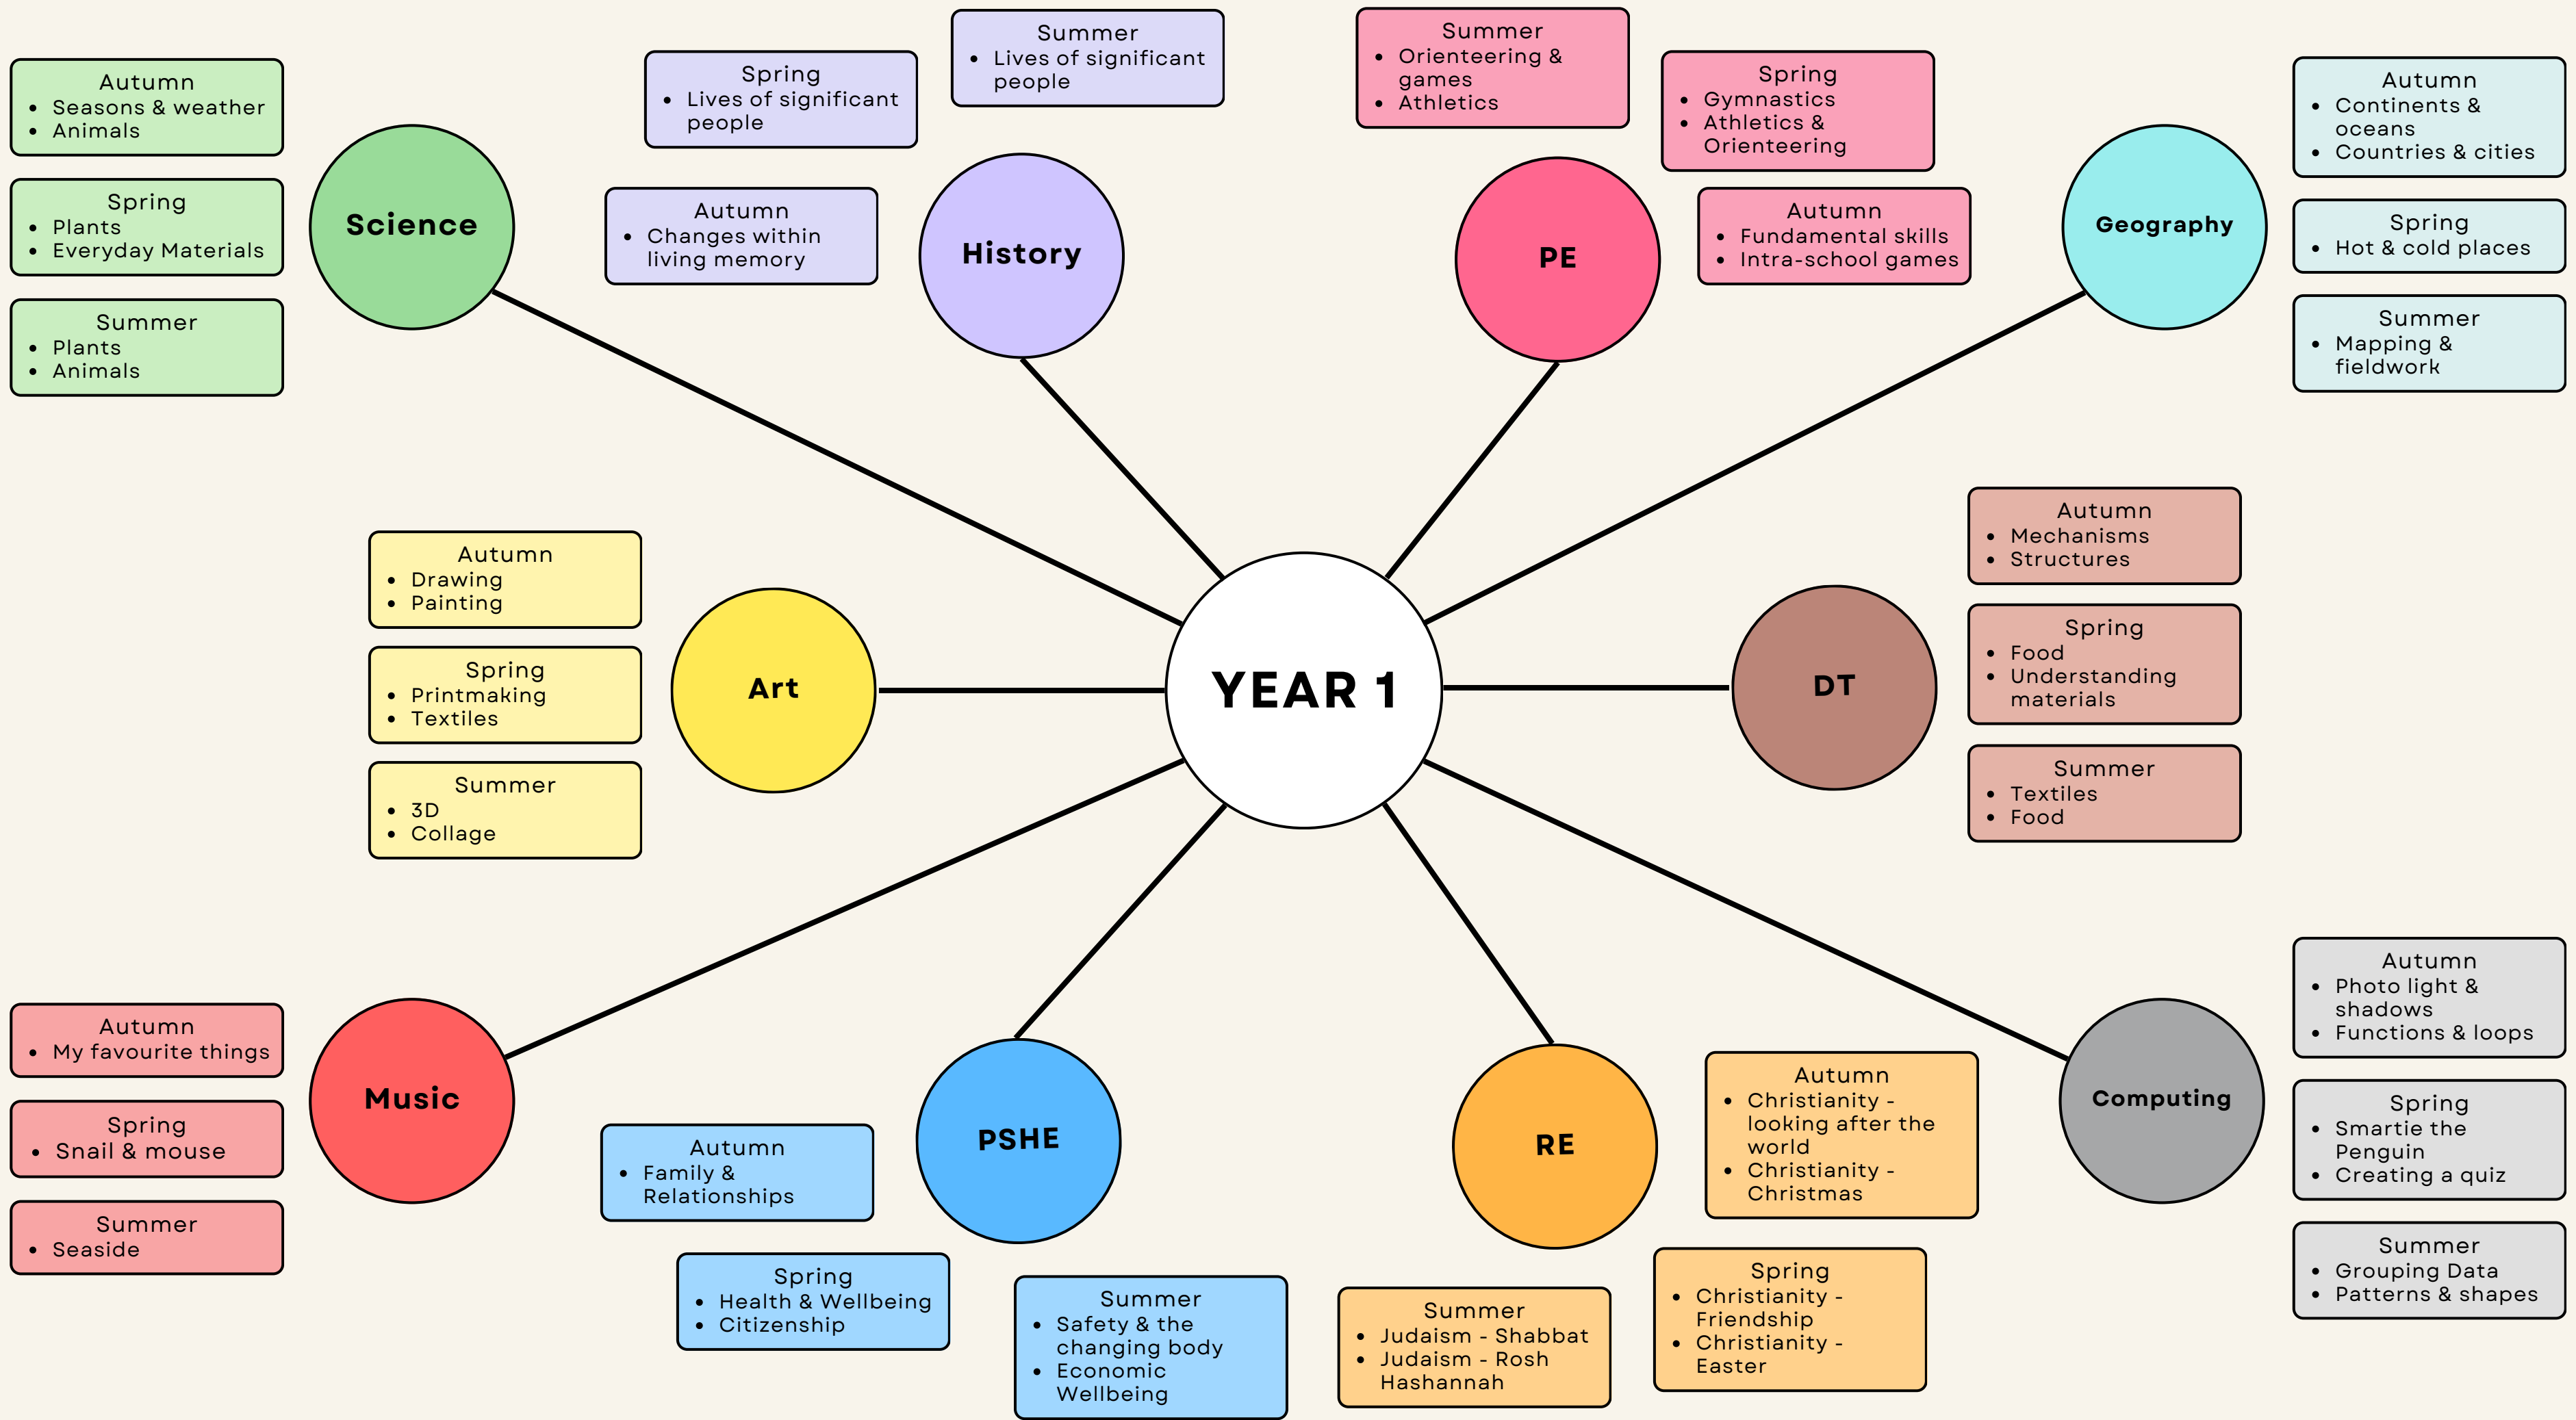 Autumn
Seasons & weather
Animals
Spring
Plants
Everyday Materials
Summer
Plants
Animals
Science
Spring
Lives of significant
people
Summer
Lives of significant
people
Autumn
Changes within
living memory
History
Summer
Orienteering &
games
Athletics
Spring
Gymnastics
Athletics &
Orienteering
Autumn
Fundamental skills
Intra-school games
PE
Geography
Autumn
Continents &
oceans
Countries & cities
Spring
Hot & cold places
Summer
Mapping &
fieldwork
Autumn
Drawing
Painting
Spring
Printmaking
Textiles
Summer
3D
Collage
Art
YEAR 1
DT
Autumn
Mechanisms
Structures
Spring
Food
Understanding
materials
Summer
Textiles
Food
Autumn
My favourite things
Spring
Snail & mouse
Summer
Seaside
Music
PSHE
Autumn
Family &
Relationships
Spring
Health & Wellbeing
Citizenship
Summer
Safety & the
changing body
Economic
Wellbeing
RE
Autumn
Christianity -
looking after the
world
Christianity -
Christmas
Spring
Christianity -
Friendship
Christianity -
Easter
Summer
Judaism - Shabbat
Judaism - Rosh
Hashannah
Computing
Autumn
Photo light &
shadows
Functions & loops
Spring
Smartie the
Penguin
Creating a quiz
Summer
Grouping Data
Patterns & shapes